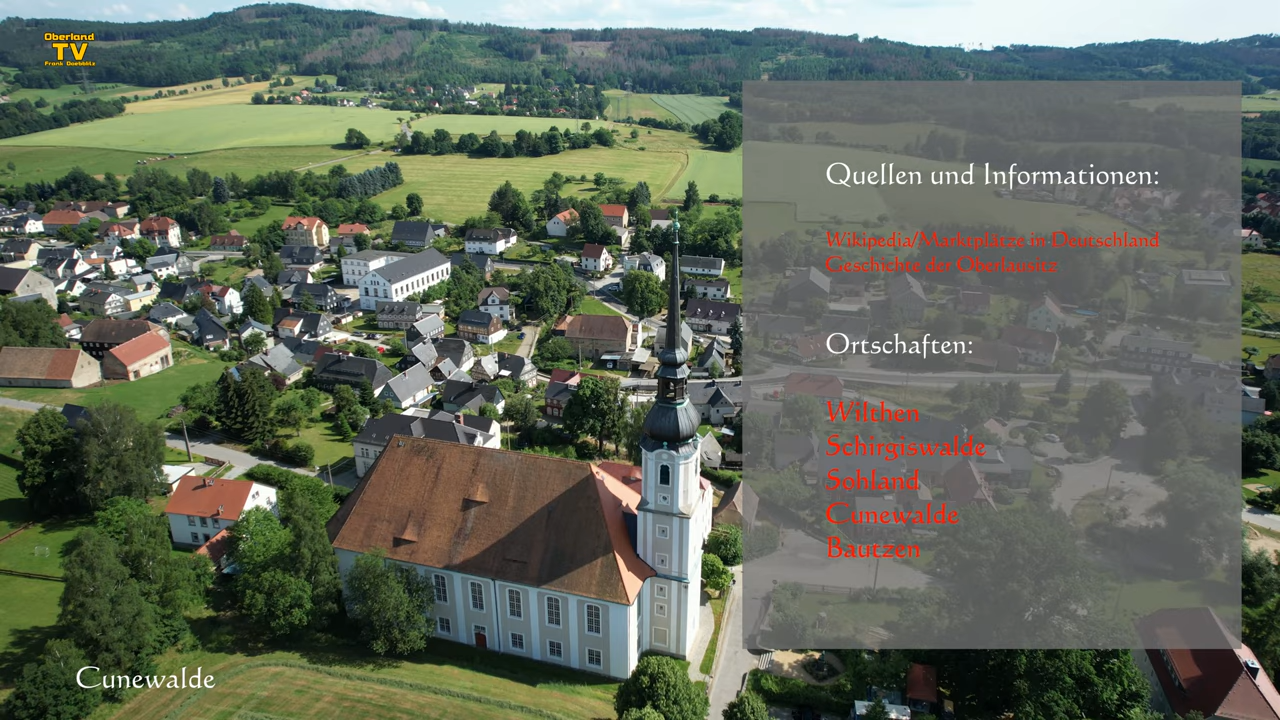 Oberland
TV
Quellen und Informationen:
Wikipedia/Marktplätze in Deutschland
Geschichte der Oberlausitz
Ortschaften:
Wilthen
Schirgiswalde
Sohland
Cunewalde
Bautzen
Cunewalde